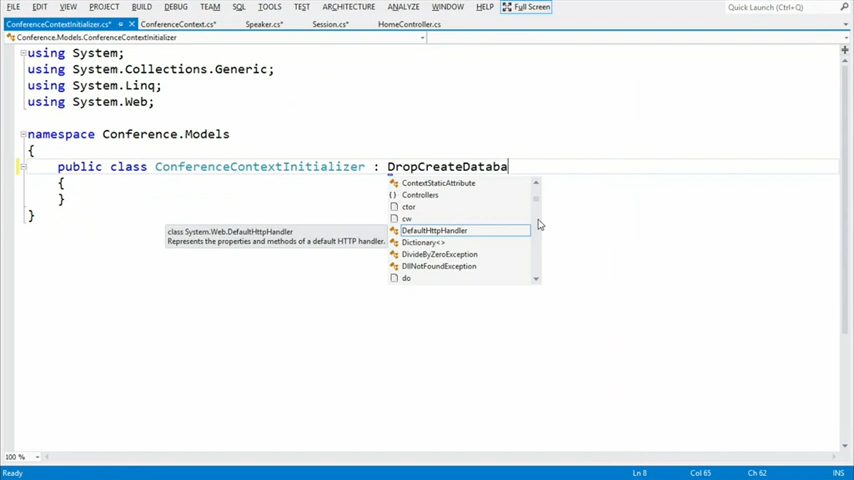 FILE EDIT VIEW PROJECT BUILD DEBUG TEAM SQL TOOLS TEST ARCHITECTURE ANALYZE WINDOW HELP Full Screen Quick Launch (Ctrl+Q)
ConferenceContextInitializer.cs* ConferenceContext.cs* Speaker.cs* Session.cs* HomeController.cs
Conference.Models.ConferenceContextInitializer
using System;
using System.Collections.Generic;
using System.Linq;
using System.Web;
namespace Conference.Models
{
public class ConferenceContextInitializer : DropCreateDataba
{
}
}
ContextStaticAttribute
Controllers
ctor
cw
DefaultHttpHandler
Dictionary<>
DivideByZeroException
DllNotFoundException
do
class System.Web.DefaultHttpHandler
Represents the properties and methods of a default HTTP handler.
100 %
Ready Ln 8 Col 65 Ch 62 INS